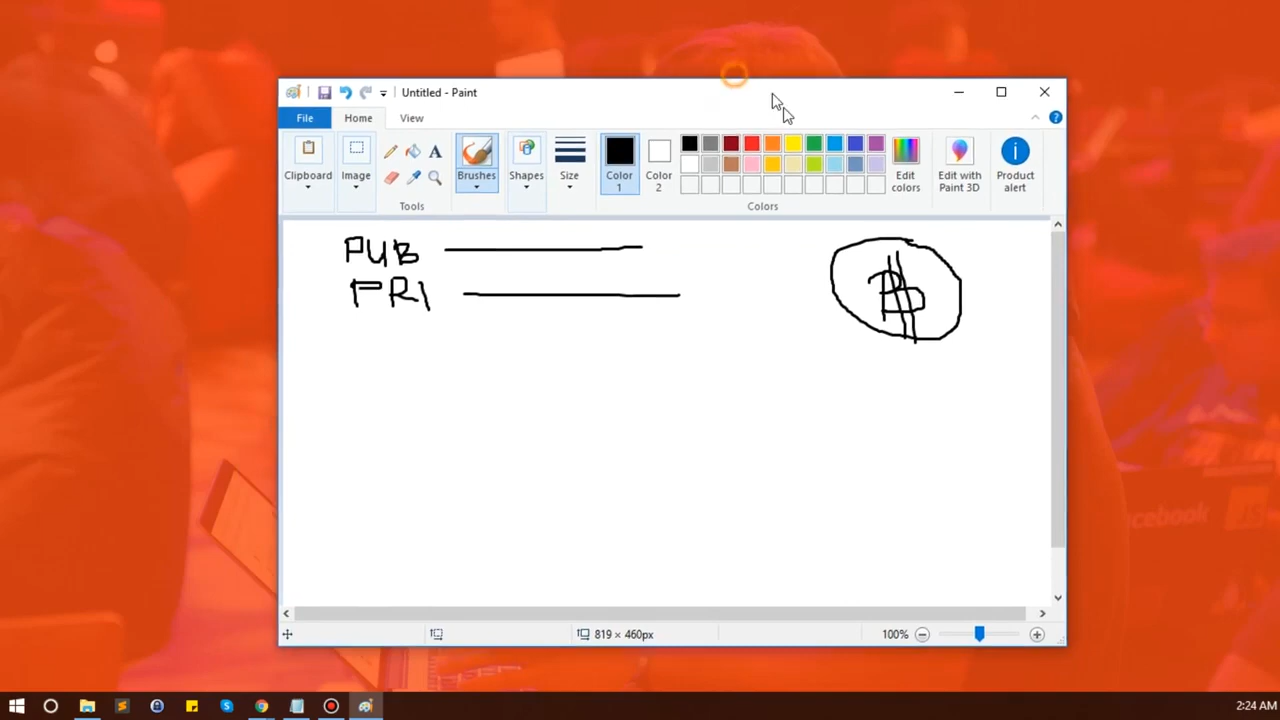 Untitled - Paint
File Home View
Clipboard
Image
Tools
Brushes
Shapes
Size
Color 1
Color 2
Colors
Edit colors
Edit with Paint 3D
Product alert
PUB
PRI
B
facebook
819 × 460px
100%
2:24 AM